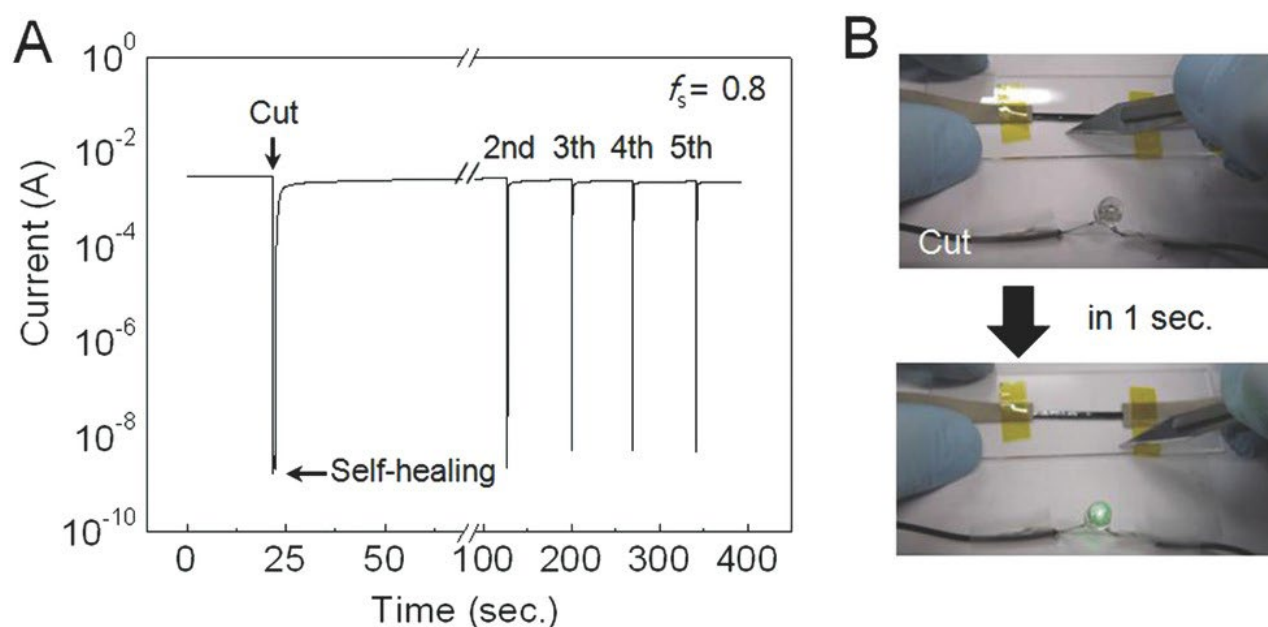 A
10^0
10^-2
10^-4
10^-6
10^-8
10^-10
Current (A)
f_s = 0.8
Cut
2nd 3th 4th 5th
Self-healing
0 25 50 100 200 300 400
Time (sec.)
B
Cut
in 1 sec.